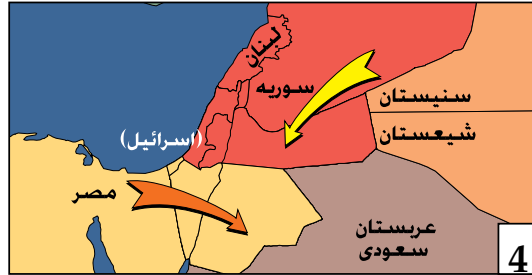 لبنان
سوریه
سنیستان
شیعستان
(اسرائیل)
مصر
عربستان
سعودی
4